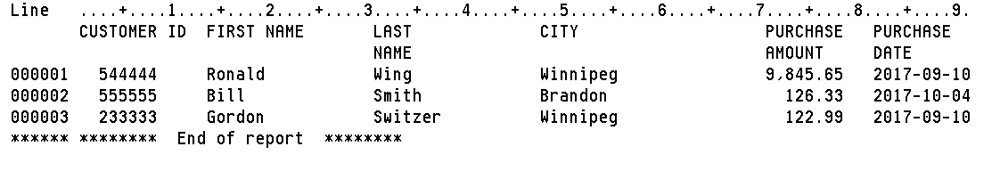 Line ....+....1....+....2....+....3....+....4....+....5....+....6....+....7....+....8....+....9.
CUSTOMER ID FIRST NAME LAST CITY PURCHASE PURCHASE
NAME AMOUNT DATE
000001 544444 Ronald Wing Winnipeg 9,845.65 2017-09-10
000002 555555 Bill Smith Brandon 126.33 2017-10-04
000003 233333 Gordon Switzer Winnipeg 122.99 2017-09-10
****** ******** End of report ********